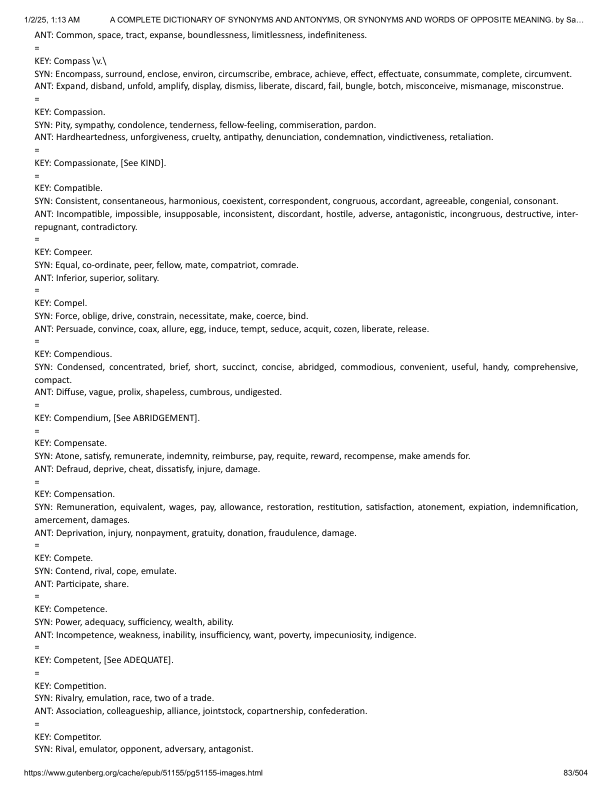 1/2/25, 1:13 AM A COMPLETE DICTIONARY OF SYNONYMS AND ANTONYMS, OR SYNONYMS AND WORDS OF OPPOSITE MEANING. by Sa…
ANT: Common, space, tract, expanse, boundlessness, limitlessness, indefiniteness.
=
KEY: Compass \v.\
SYN: Encompass, surround, enclose, environ, circumscribe, embrace, achieve, effect, effectuate, consummate, complete, circumvent.
ANT: Expand, disband, unfold, amplify, display, dismiss, liberate, discard, fail, bungle, botch, misconceive, mismanage, misconstrue.
=
KEY: Compassion.
SYN: Pity, sympathy, condolence, tenderness, fellow-feeling, commiseration, pardon.
ANT: Hardheartedness, unforgiveness, cruelty, antipathy, denunciation, condemnation, vindictiveness, retaliation.
=
KEY: Compassionate, [See KIND].
=
KEY: Compatible.
SYN: Consistent, consentaneous, harmonious, coexistent, correspondent, congruous, accordant, agreeable, congenial, consonant.
ANT: Incompatible, impossible, insupposable, inconsistent, discordant, hostile, adverse, antagonistic, incongruous, destructive, inter-
repugnant, contradictory.
=
KEY: Compeer.
SYN: Equal, co-ordinate, peer, fellow, mate, compatriot, comrade.
ANT: Inferior, superior, solitary.
=
KEY: Compel.
SYN: Force, oblige, drive, constrain, necessitate, make, coerce, bind.
ANT: Persuade, convince, coax, allure, egg, induce, tempt, seduce, acquit, cozen, liberate, release.
=
KEY: Compendious.
SYN: Condensed, concentrated, brief, short, succinct, concise, abridged, commodious, convenient, useful, handy, comprehensive,
compact.
ANT: Diffuse, vague, prolix, shapeless, cumbrous, undigested.
=
KEY: Compendium, [See ABRIDGEMENT].
=
KEY: Compensate.
SYN: Atone, satisfy, remunerate, indemnity, reimburse, pay, requite, reward, recompense, make amends for.
ANT: Defraud, deprive, cheat, dissatisfy, injure, damage.
=
KEY: Compensation.
SYN: Remuneration, equivalent, wages, pay, allowance, restoration, restitution, satisfaction, atonement, expiation, indemnification,
amercement, damages.
ANT: Deprivation, injury, nonpayment, gratuity, donation, fraudulence, damage.
=
KEY: Compete.
SYN: Contend, rival, cope, emulate.
ANT: Participate, share.
=
KEY: Competence.
SYN: Power, adequacy, sufficiency, wealth, ability.
ANT: Incompetence, weakness, inability, insufficiency, want, poverty, impecuniosity, indigence.
=
KEY: Competent, [See ADEQUATE].
=
KEY: Competition.
SYN: Rivalry, emulation, race, two of a trade.
ANT: Association, colleagueship, alliance, jointstock, copartnership, confederation.
=
KEY: Competitor.
SYN: Rival, emulator, opponent, adversary, antagonist.
https://www.gutenberg.org/cache/epub/51155/pg51155-images.html 83/504